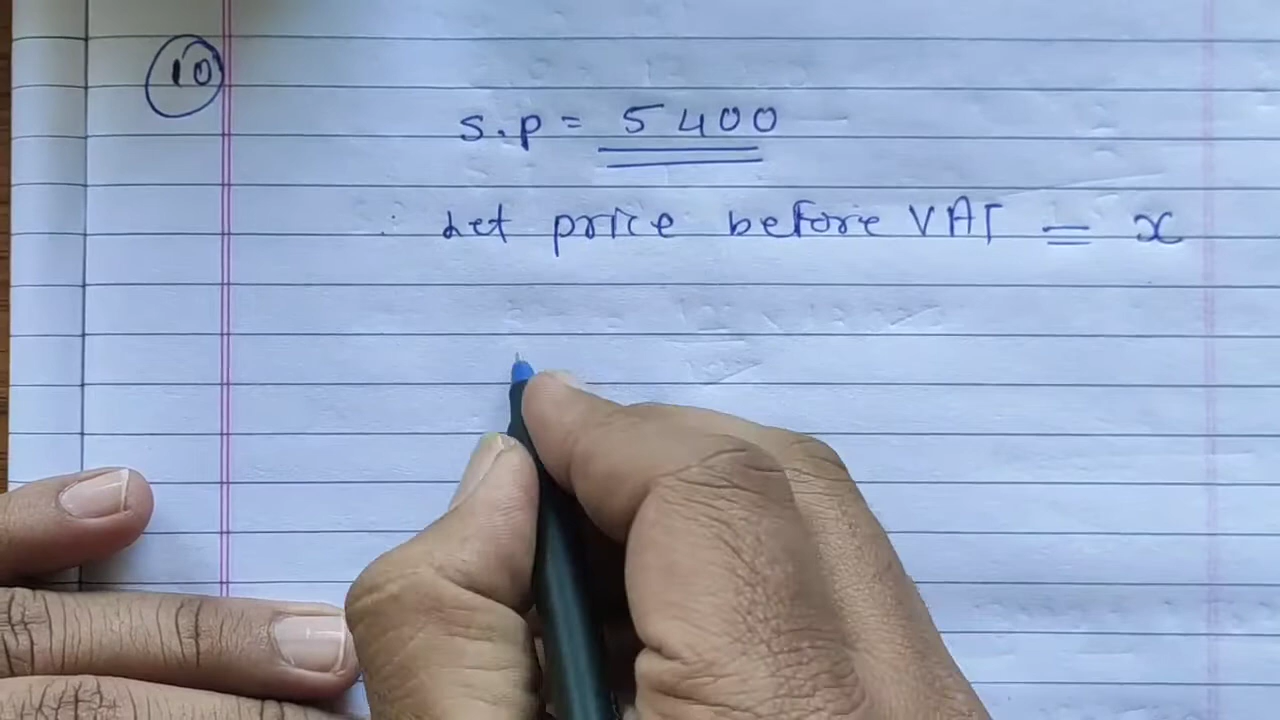 10
S.p = 5400
∴ Let price before VAT = x